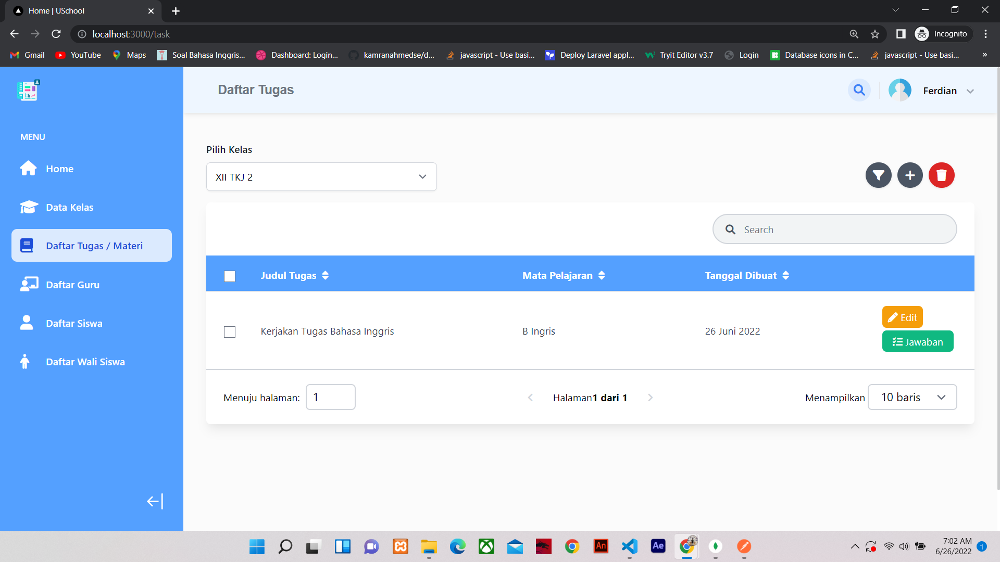 Home | USchool
localhost:3000/task
Incognito
Gmail
YouTube
Maps
Soal Bahasa Inggris...
Dashboard: Login...
kamranahmedse/d...
javascript - Use basi...
Deploy Laravel appl...
Tryit Editor v3.7
Login
Database icons in C...
javascript - Use basi...
»
Daftar Tugas
Ferdian
MENU
Home
Data Kelas
Daftar Tugas / Materi
Daftar Guru
Daftar Siswa
Daftar Wali Siswa
Pilih Kelas
XII TKJ 2
Search
Judul Tugas
Mata Pelajaran
Tanggal Dibuat
Kerjakan Tugas Bahasa Inggris
B Ingris
26 Juni 2022
Edit
Jawaban
Menuju halaman: 1
Halaman1 dari 1
Menampilkan 10 baris
An
Ae
7:02 AM
6/26/2022
1